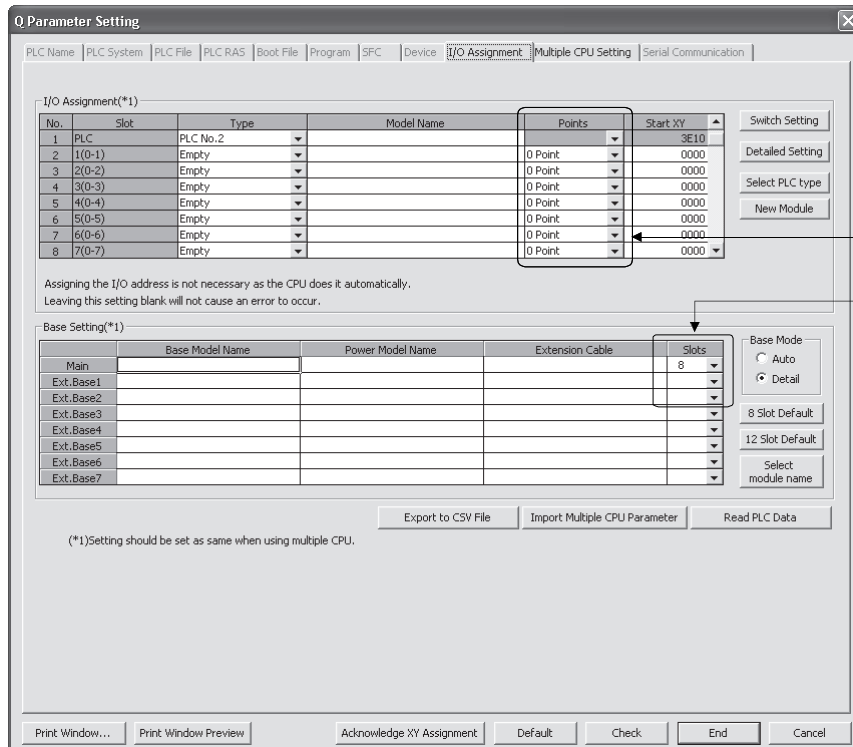 Q Parameter Setting
PLC Name PLC System PLC File PLC RAS Boot File Program SFC Device I/O Assignment Multiple CPU Setting Serial Communication
I/O Assignment(*1)
No. Slot Type Model Name Points Start XY
1 PLC PLC No.2 3E10
2 1(0-1) Empty 0 Point 0000
3 2(0-2) Empty 0 Point 0000
4 3(0-3) Empty 0 Point 0000
5 4(0-4) Empty 0 Point 0000
6 5(0-5) Empty 0 Point 0000
7 6(0-6) Empty 0 Point 0000
8 7(0-7) Empty 0 Point 0000
Switch Setting
Detailed Setting
Select PLC type
New Module
Assigning the I/O address is not necessary as the CPU does it automatically.
Leaving this setting blank will not cause an error to occur.
Base Setting(*1)
Base Model Name Power Model Name Extension Cable Slots
Main 8
Ext.Base1
Ext.Base2
Ext.Base3
Ext.Base4
Ext.Base5
Ext.Base6
Ext.Base7
Base Mode
Auto
Detail
8 Slot Default
12 Slot Default
Select
module name
Export to CSV File Import Multiple CPU Parameter Read PLC Data
(*1)Setting should be set as same when using multiple CPU.
Print Window... Print Window Preview Acknowledge XY Assignment Default Check End Cancel